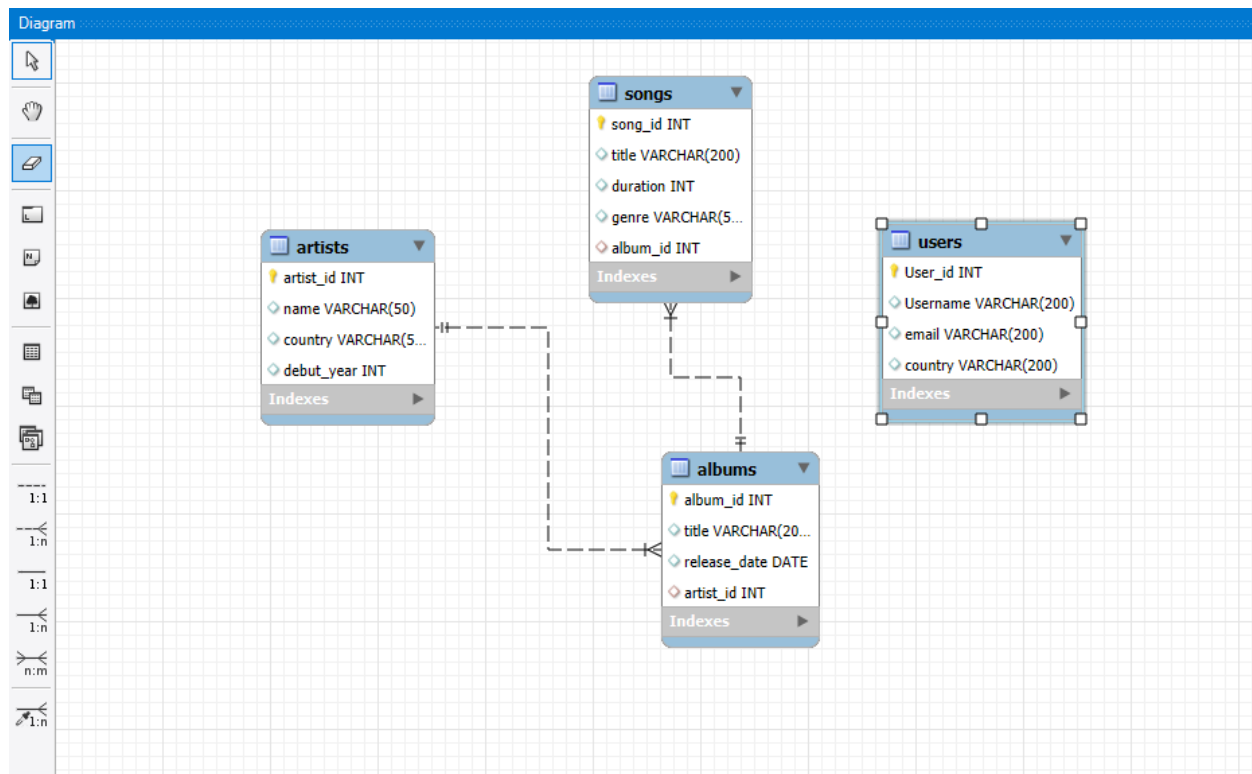 Diagram
songs
song_id INT
title VARCHAR(200)
duration INT
genre VARCHAR(5...
album_id INT
Indexes
artists
artist_id INT
name VARCHAR(50)
country VARCHAR(5...
debut_year INT
Indexes
users
User_id INT
Username VARCHAR(200)
email VARCHAR(200)
country VARCHAR(200)
Indexes
albums
album_id INT
title VARCHAR(20...
release_date DATE
artist_id INT
Indexes
1:1
1:n
1:1
1:n
n:m
1:n